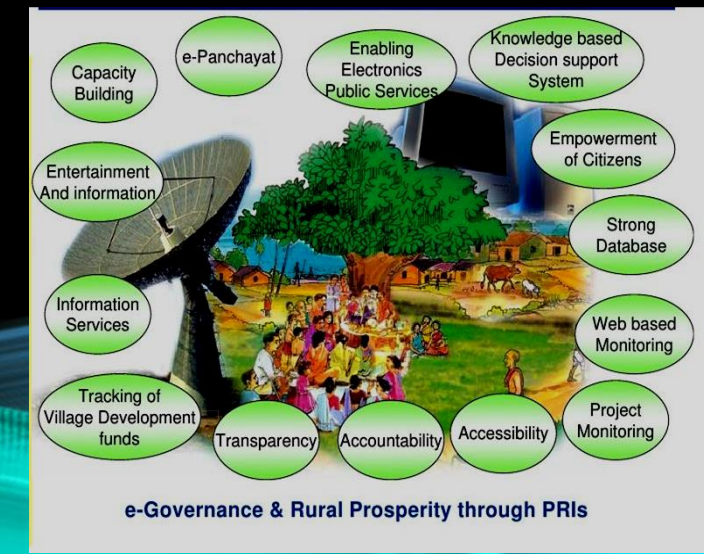 e-Panchayat
Enabling
Electronics
Public Services
Knowledge based
Decision support
System
Capacity
Building
Empowerment
of Citizens
Entertainment
And information
Strong
Database
Information
Services
Web based
Monitoring
Tracking of
Village Development
funds
Transparency
Accountability
Accessibility
Project
Monitoring
e-Governance & Rural Prosperity through PRIs